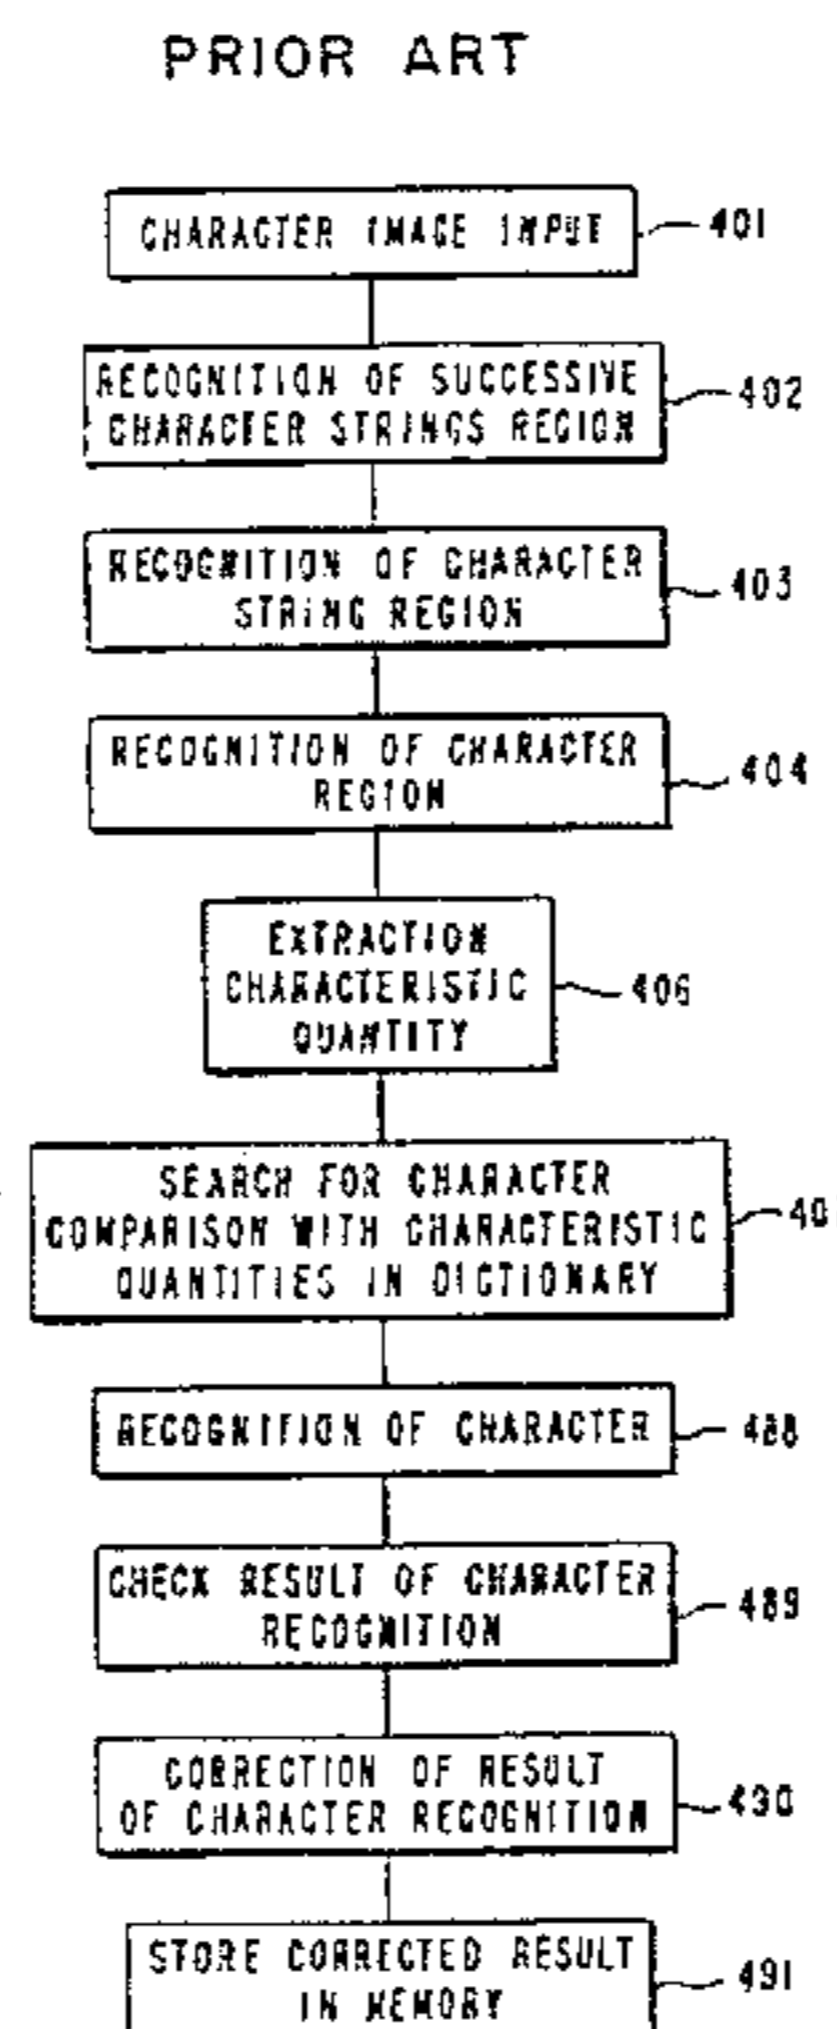 PRIOR ART
CHARACTER IMAGE INPUT
401
RECOGNITION OF SUCCESSIVE
CHARACTER STRINGS REGION
402
RECOGNITION OF CHARACTER
STRING REGION
403
RECOGNITION OF CHARACTER
REGION
404
EXTRACTION
CHARACTERISTIC
QUANTITY
406
SEARCH FOR CHARACTER
COMPARISON WITH CHARACTERISTIC
QUANTITIES IN DICTIONARY
RECOGNITION OF CHARACTER
488
CHECK RESULT OF CHARACTER
RECOGNITION
489
CORRECTION OF RESULT
OF CHARACTER RECOGNITION
STORE CORRECTED RESULT
IN MEMORY
491